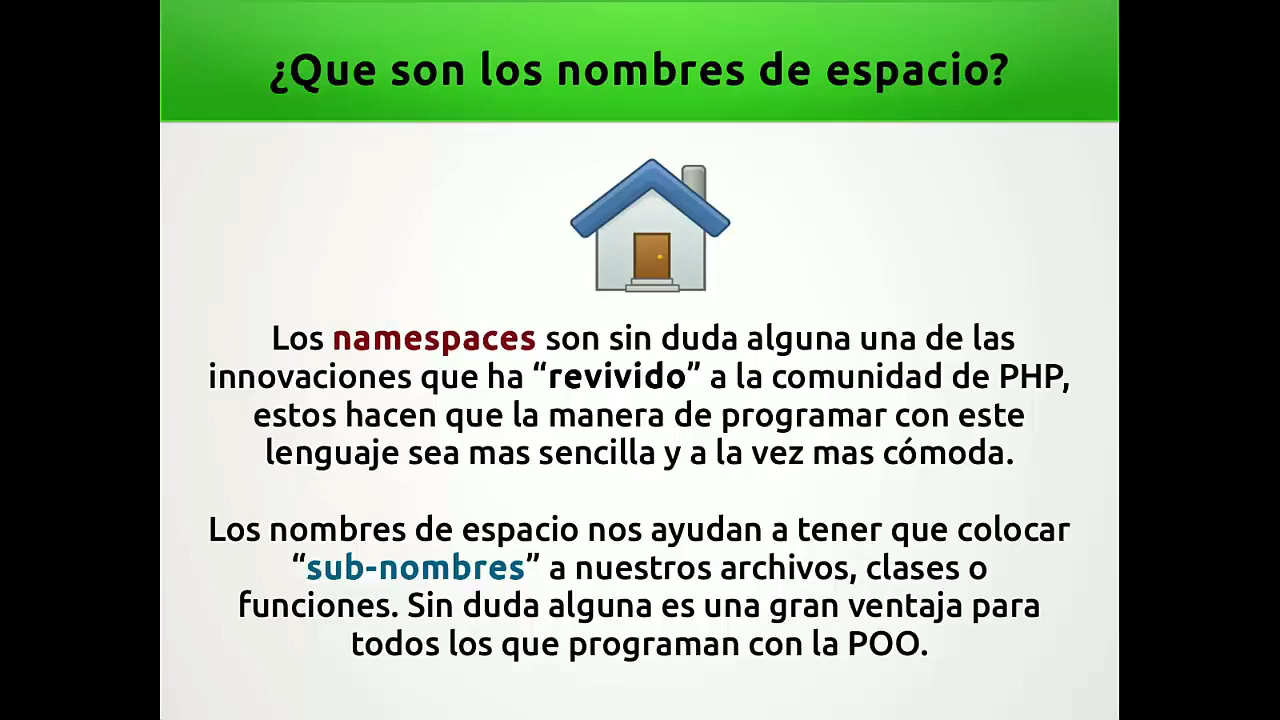 ¿Que son los nombres de espacio?
Los namespaces son sin duda alguna una de las
innovaciones que ha “revivido” a la comunidad de PHP,
estos hacen que la manera de programar con este
lenguaje sea mas sencilla y a la vez mas cómoda.
Los nombres de espacio nos ayudan a tener que colocar
“sub-nombres” a nuestros archivos, clases o
funciones. Sin duda alguna es una gran ventaja para
todos los que programan con la POO.